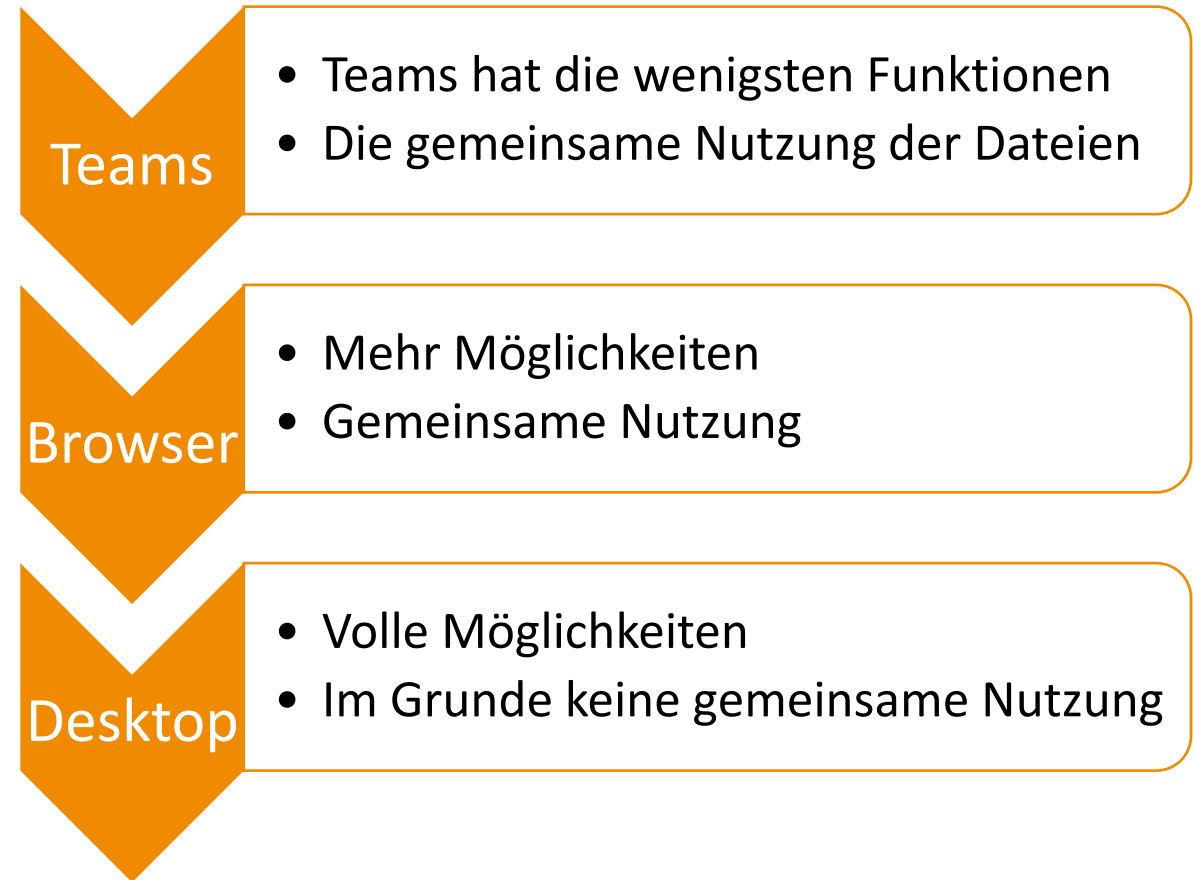 Teams
• Teams hat die wenigsten Funktionen
• Die gemeinsame Nutzung der Dateien
Browser
• Mehr Möglichkeiten
• Gemeinsame Nutzung
Desktop
• Volle Möglichkeiten
• Im Grunde keine gemeinsame Nutzung